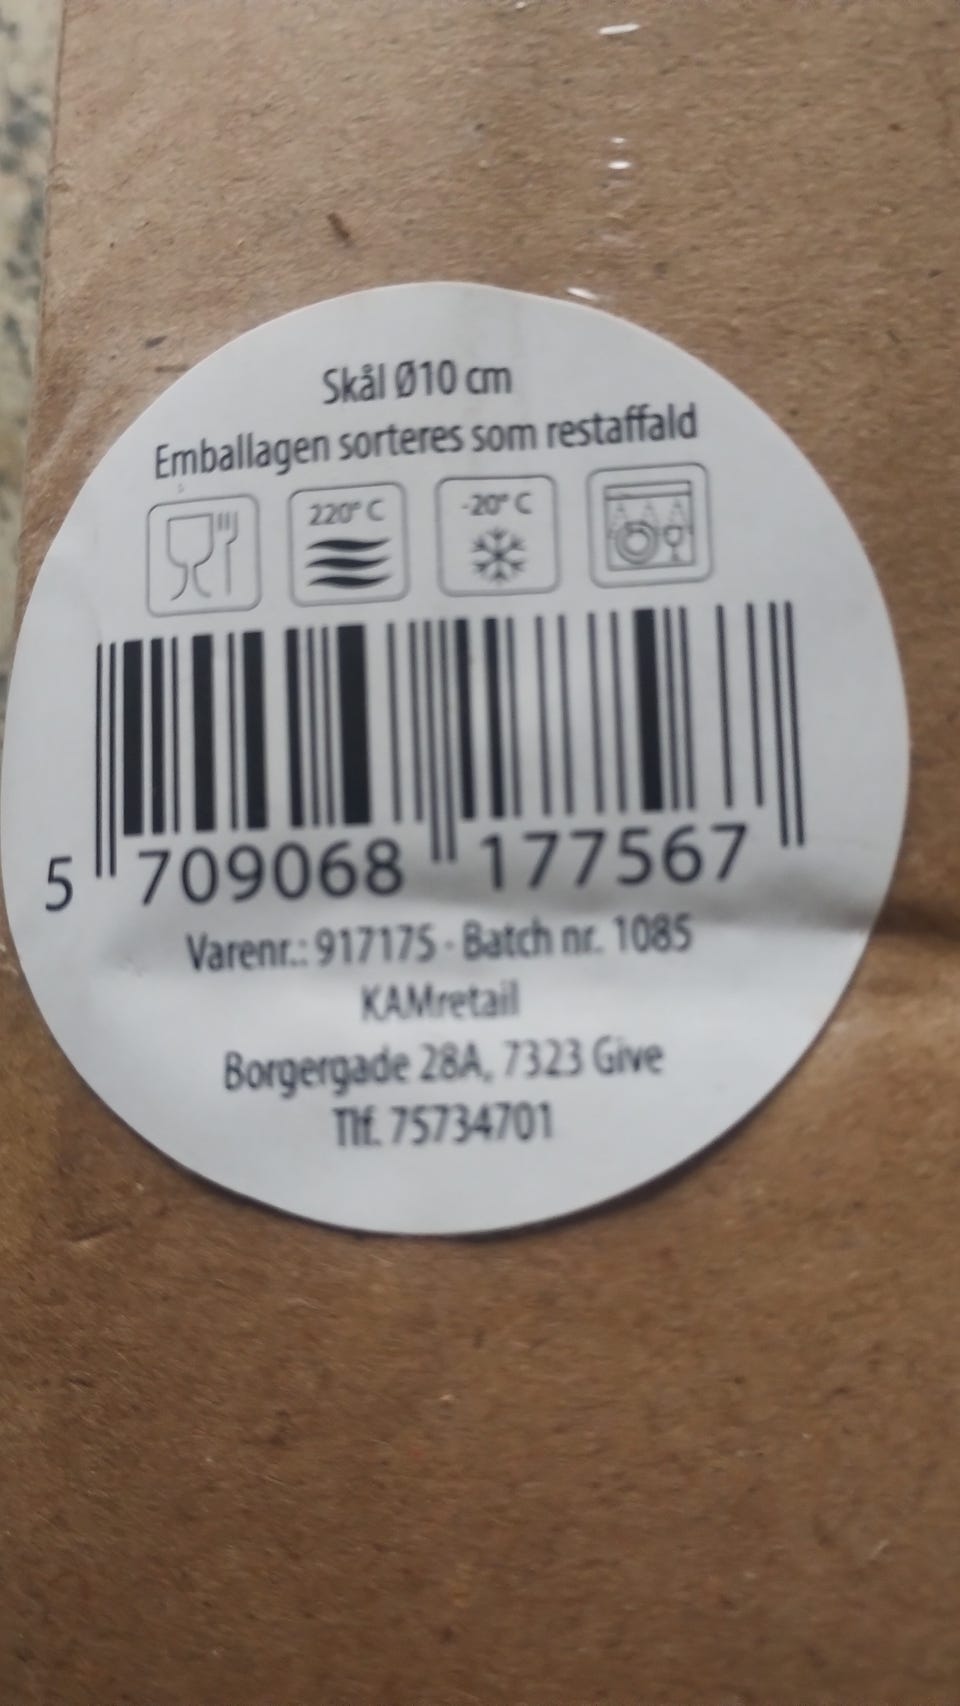 Skål Ø10 cm
Emballagen sorteres som restaffald
220° C
-20° C
5 709068 177567
Varenr.: 917175 - Batch nr. 1085
KAMretail
Borgergade 28A, 7323 Give
Tlf. 75734701